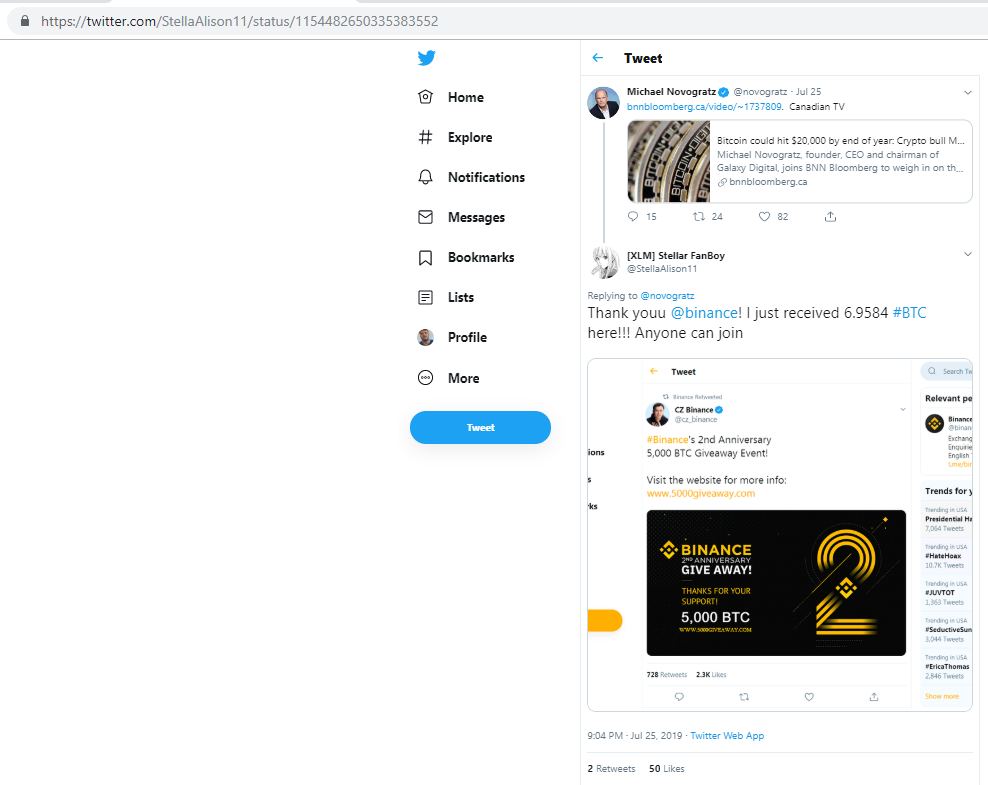 https://twitter.com/StellaAlison11/status/1154482650335383552
Home
Explore
Notifications
Messages
Bookmarks
Lists
Profile
More
Tweet
Tweet
Michael Novogratz @novogratz · Jul 25
bnnbloomberg.ca/video/~1737809. Canadian TV
BITCOIN·DIGI
Bitcoin could hit $20,000 by end of year: Crypto bull M...
Michael Novogratz, founder, CEO and chairman of
Galaxy Digital, joins BNN Bloomberg to weigh in on th...
bnnbloomberg.ca
15 24 82
[XLM] Stellar FanBoy
@StellaAlison11
Replying to @novogratz
Thank youu @binance! I just received 6.9584 #BTC
here!!! Anyone can join
Tweet
Binance Retweeted
CZ Binance
@cz_binance
#Binance's 2nd Anniversary
5,000 BTC Giveaway Event!
Visit the website for more info:
www.5000giveaway.com
BINANCE
2ND ANNIVERSARY
GIVE AWAY!
THANKS FOR YOUR
SUPPORT!
5,000 BTC
WWW.5000GIVEAWAY.COM
2
728 Retweets 2.3K Likes
ions
s
ks
Search Tw
Relevant pe
Binance
@binan
Exchang
Enquirie
English
t.me/bin
Trends for y
Trending in USA
Presidential Ha
7,064 Tweets
Trending in USA
#HateHoax
10.7K Tweets
Trending in USA
#JUVTOT
1,363 Tweets
Trending in USA
#SeductiveSun
3,044 Tweets
Trending in USA
#EricaThomas
2,846 Tweets
Show more
9:04 PM · Jul 25, 2019 · Twitter Web App
2 Retweets 50 Likes